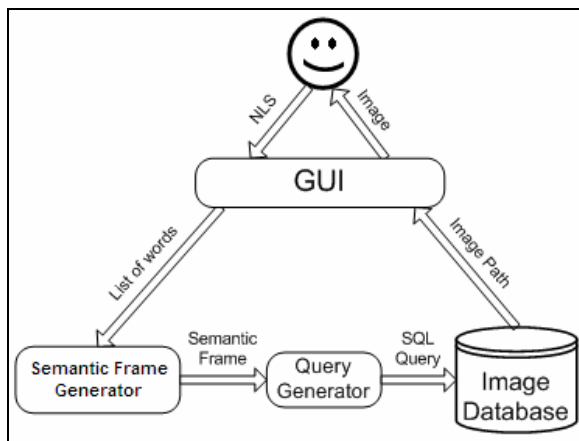 NLS
Image
GUI
List of words
Image Path
Semantic
Frame
SQL
Query
Semantic Frame
Generator
Query
Generator
Image
Database